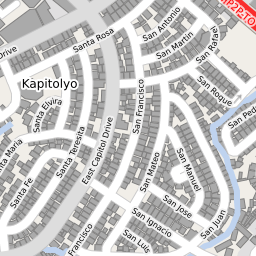 San Antonio
Santa Rosa
San Martin
San Rafael
Drive
Kapitolyo
San Roque
Santa Elvira
San Francisco
East Capitol Drive
Santa Teresita
San Pe
Santa Maria
San Mateo
San Manuel
Santa Fe
San Jose
San Juan
San Ignacio
San Luis